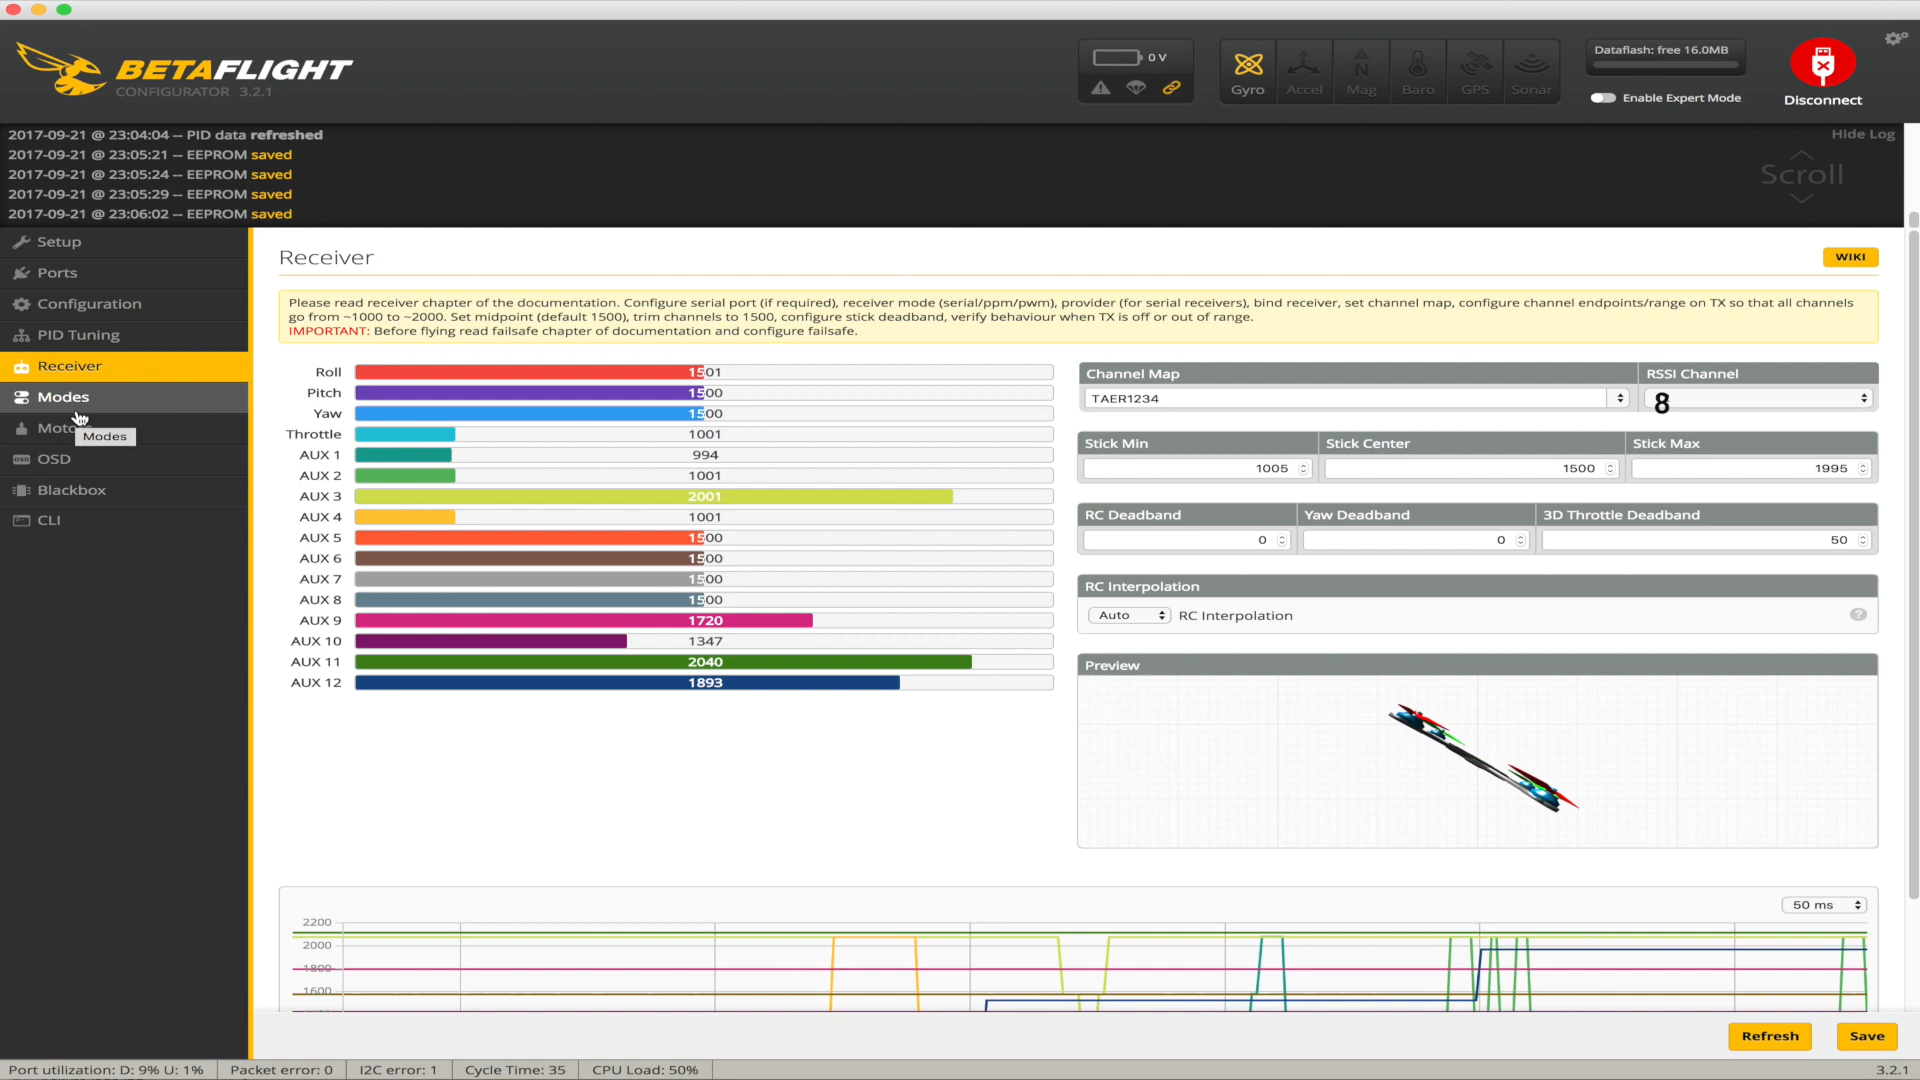 BETAFLIGHT
CONFIGURATOR 3.2.1
0 V
Gyro
Accel
Mag
N
Baro
GPS
Sonar
Dataflash: free 16.0MB
Enable Expert Mode
Disconnect
2017-09-21 @ 23:04:04 -- PID data refreshed
2017-09-21 @ 23:05:21 -- EEPROM saved
2017-09-21 @ 23:05:24 -- EEPROM saved
2017-09-21 @ 23:05:29 -- EEPROM saved
2017-09-21 @ 23:06:02 -- EEPROM saved
Hide Log
Scroll
Setup
Ports
Configuration
PID Tuning
Receiver
Modes
Modes
OSD
Blackbox
CLI
Receiver
WIKI
Please read receiver chapter of the documentation. Configure serial port (if required), receiver mode (serial/ppm/pwm), provider (for serial receivers), bind receiver, set channel map, configure channel endpoints/range on TX so that all channels
go from ~1000 to ~2000. Set midpoint (default 1500), trim channels to 1500, configure stick deadband, verify behaviour when TX is off or out of range.
IMPORTANT: Before flying read failsafe chapter of documentation and configure failsafe.
Roll 1501
Pitch 1500
Yaw 1500
Throttle 1001
AUX 1 994
AUX 2 1001
AUX 3 2001
AUX 4 1001
AUX 5 1500
AUX 6 1500
AUX 7 1500
AUX 8 1500
AUX 9 1720
AUX 10 1347
AUX 11 2040
AUX 12 1893
Channel Map RSSI Channel
TAER1234 8
Stick Min Stick Center Stick Max
1005 1500 1995
RC Deadband Yaw Deadband 3D Throttle Deadband
0 0 50
RC Interpolation
Auto RC Interpolation ?
Preview
50 ms
2200
2000
1800
1600
Refresh Save
Port utilization: D: 9% U: 1% Packet error: 0 I2C error: 1 Cycle Time: 35 CPU Load: 50% 3.2.1